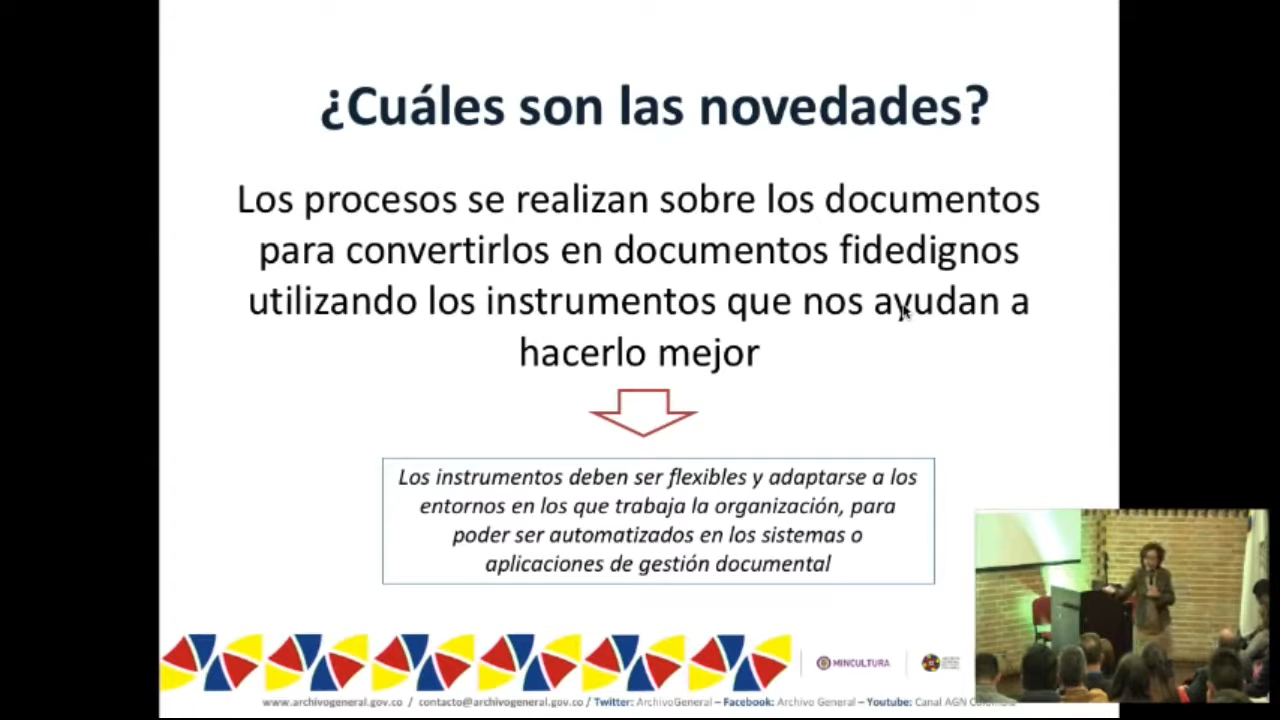 ¿Cuáles son las novedades?
Los procesos se realizan sobre los documentos
para convertirlos en documentos fidedignos
utilizando los instrumentos que nos ayudan a
hacerlo mejor
Los instrumentos deben ser flexibles y adaptarse a los
entornos en los que trabaja la organización, para
poder ser automatizados en los sistemas o
aplicaciones de gestión documental
MINCULTURA
www.archivogeneral.gov.co / contacto@archivogeneral.gov.co / Twitter: ArchivoGeneral – Facebook: Archivo General – Youtube: Canal AGN Colombia